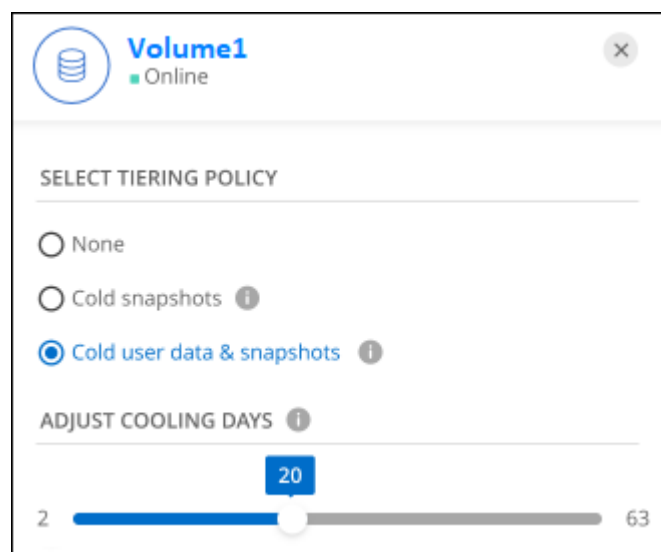 Volume1
Online
SELECT TIERING POLICY
None
Cold snapshots
Cold user data & snapshots
ADJUST COOLING DAYS
20
2 63